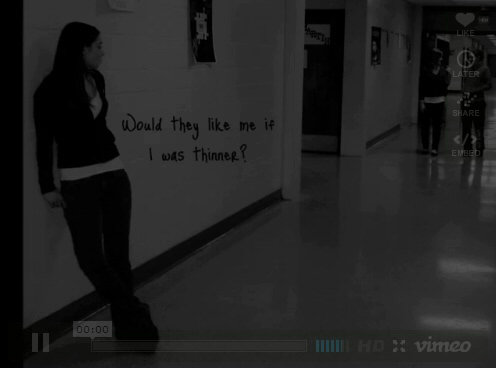 LIKE
LATER
SHARE
EMBED
Would they like me if
I was thinner?
00:00
HD
vimeo